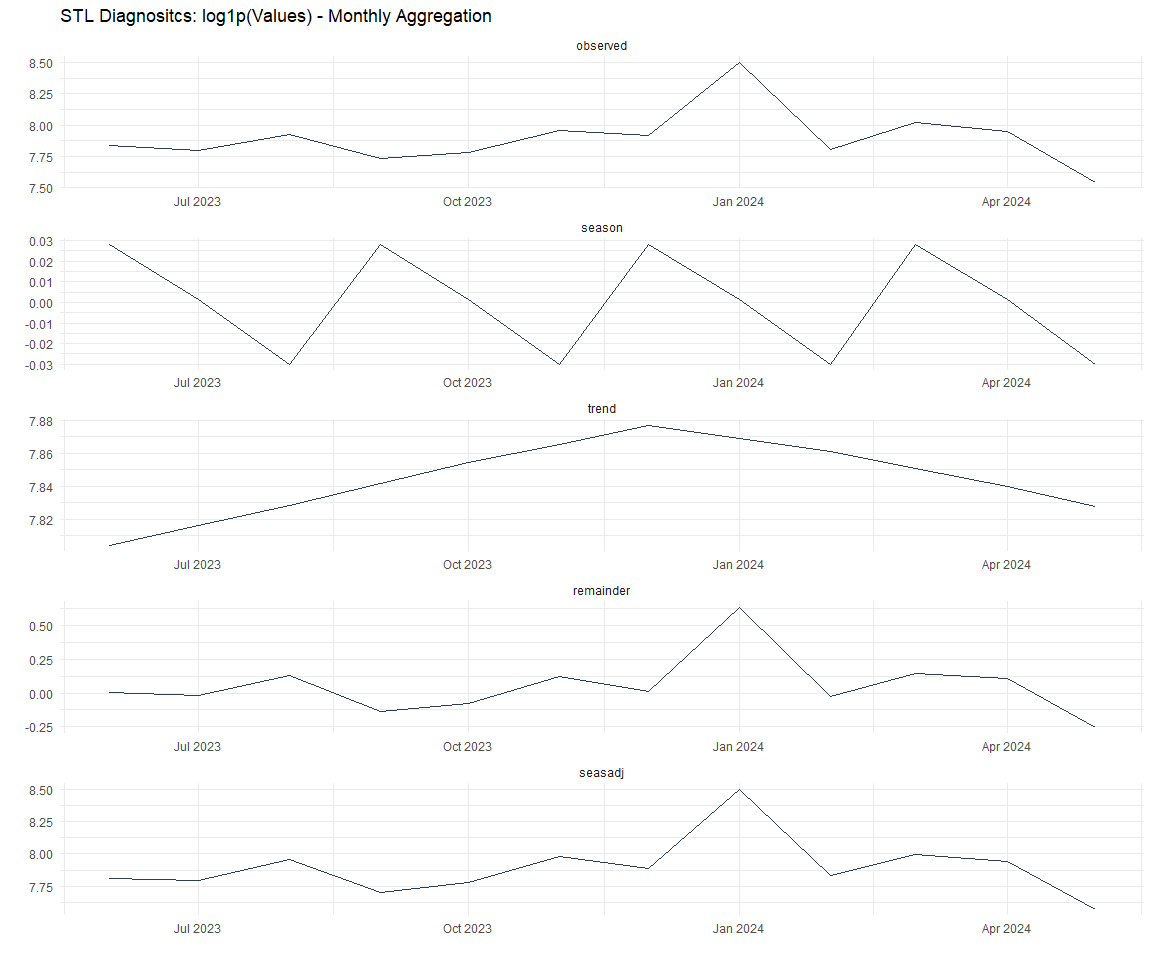 STL Diagnositcs: log1p(Values) - Monthly Aggregation
observed
8.50
8.25
8.00
7.75
7.50
Jul 2023 Oct 2023 Jan 2024 Apr 2024
season
0.03
0.02
0.01
0.00
-0.01
-0.02
-0.03
Jul 2023 Oct 2023 Jan 2024 Apr 2024
trend
7.88
7.86
7.84
7.82
Jul 2023 Oct 2023 Jan 2024 Apr 2024
remainder
0.50
0.25
0.00
-0.25
Jul 2023 Oct 2023 Jan 2024 Apr 2024
seasadj
8.50
8.25
8.00
7.75
Jul 2023 Oct 2023 Jan 2024 Apr 2024